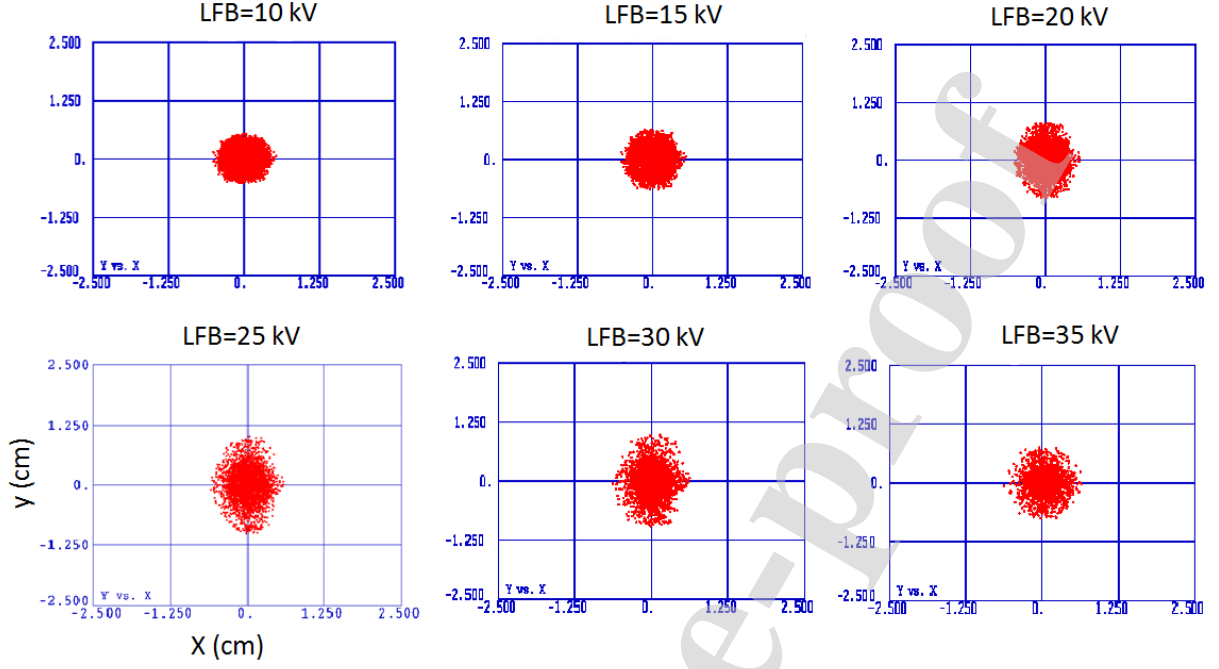 LFB=10 kV
LFB=15 kV
LFB=20 kV
2.500
1.250
0.
-1.250
-2.500
Y vs. X
-2.500 -1.250 0. 1.250 2.500
2.500
1.250
0.
-1.250
-2.500
Y vs. X
-2.500 -1.250 0. 1.250 2.500
2.500
1.250
0.
-1.250
-2.500
Y vs. X
-2.500 -1.250 0. 1.250 2.500
LFB=25 kV
LFB=30 kV
LFB=35 kV
y (cm)
2.500
1.250
0.
-1.250
-2.500
Y vs. X
-2.500 -1.250 0. 1.250 2.500
X (cm)
2.500
1.250
0.
-1.250
-2.500
Y vs. X
-2.500 -1.250 0. 1.250 2.500
2.500
1.250
0.
-1.250
-2.500
Y vs. X
-2.500 -1.250 0. 1.250 2.500
e-proof